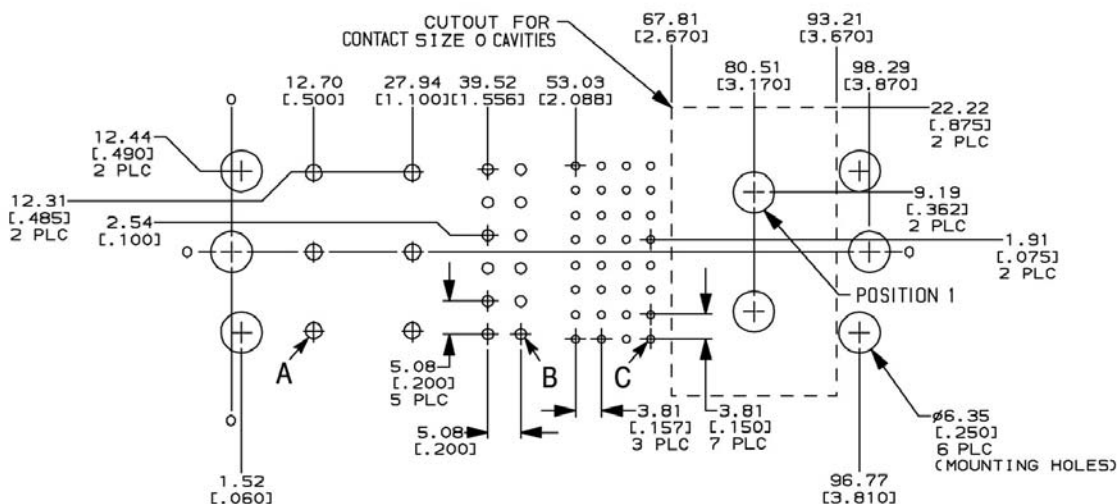 CUTOUT FOR
CONTACT SIZE 0 CAVITIES
67.81
[2.670]
93.21
[3.670]
80.51
[3.170]
98.29
[3.870]
12.70
[.500]
27.94
[1.100]
39.52
[1.556]
53.03
[2.088]
22.22
[.875]
2 PLC
0
12.44
[.490]
2 PLC
12.31
[.485]
2 PLC
2.54
[.100]
9.19
[.362]
2 PLC
1.91
[.075]
2 PLC
0
0
POSITION 1
A
B
C
5.08
[.200]
5 PLC
5.08
[.200]
3.81
[.157]
3 PLC
3.81
[.150]
7 PLC
ø6.35
[.250]
6 PLC
(MOUNTING HOLES)
0
1.52
[.060]
96.77
[3.810]